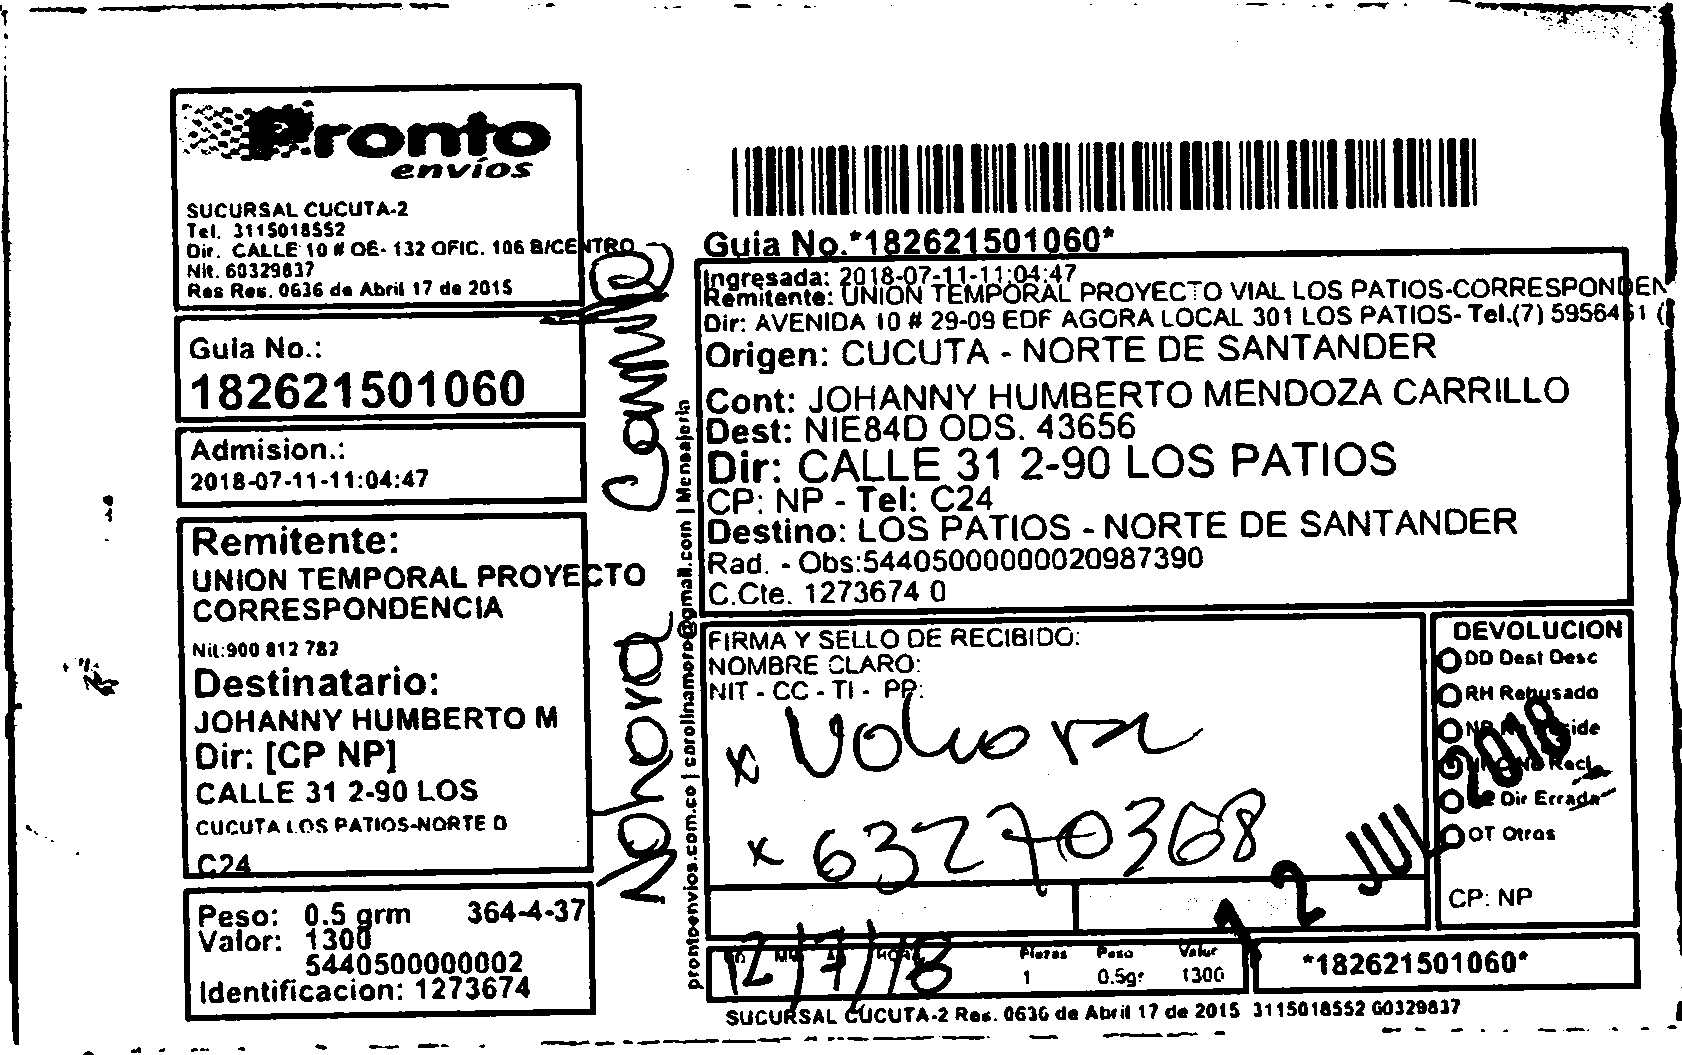 Pronto
envíos
SUCURSAL CUCUTA-2
Tel. 3115018552
Dir. CALLE 10 # OE- 132 OFIC. 106 B/CENTRO
Nit. 60329837
Res Res. 0636 de Abril 17 de 2015
Guia No.:
182621501060
Admision.:
2018-07-11-11:04:47
Remitente:
UNION TEMPORAL PROYECTO
CORRESPONDENCIA
Nit:900 812 782
Destinatario:
JOHANNY HUMBERTO M
Dir: [CP NP]
CALLE 31 2-90 LOS
CUCUTA LOS PATIOS-NORTE D
C24
Peso: 0.5 grm 364-4-37
Valor: 1300
5440500000002
Identificacion: 1273674
Nohora
prontoenvios.com.co | carolinamoro@gmail.com | Mensajeria
Guia No.*182621501060*
Ingresada: 2018-07-11-11:04:47
Remitente: UNION TEMPORAL PROYECTO VIAL LOS PATIOS-CORRESPONDEN
Dir: AVENIDA 10 # 29-09 EDF AGORA LOCAL 301 LOS PATIOS- Tel.(7) 5956461 (
Origen: CUCUTA - NORTE DE SANTANDER
Cont: JOHANNY HUMBERTO MENDOZA CARRILLO
Dest: NIE84D ODS. 43656
Dir: CALLE 31 2-90 LOS PATIOS
CP: NP - Tel: C24
Destino: LOS PATIOS - NORTE DE SANTANDER
Rad. - Obs:54405000000020987390
C.Cte. 1273674 0
FIRMA Y SELLO DE RECIBIDO:
NOMBRE CLARO:
NIT - CC - TI - PP:
x Nohora
x 63270368
12 JUL 2018
DEVOLUCION
DD Dest Desc
RH Rehusado
Dir Errada
OT Otros
CP: NP
12/7/18
Piezas Peso Valor
1 0.5gr 1300
*182621501060*
SUCURSAL CUCUTA-2 Res. 0636 de Abril 17 de 2015 3115018552 60329837